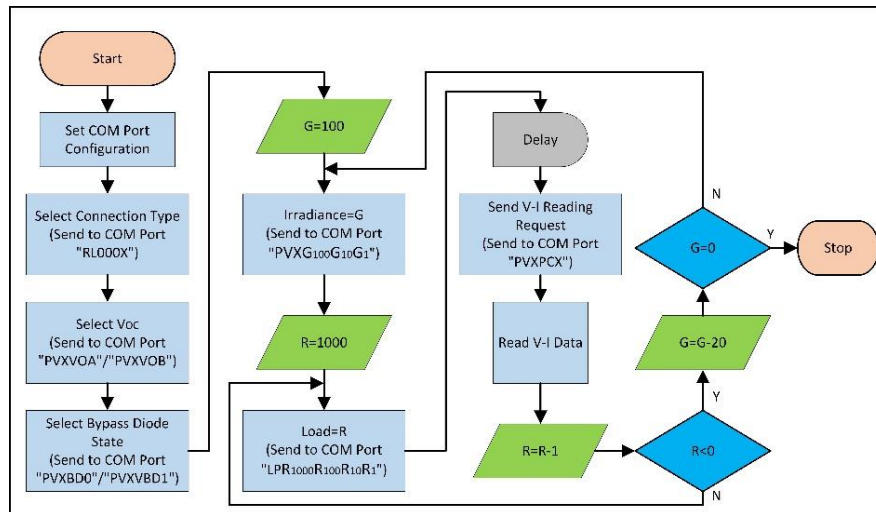 Start
Set COM Port
Configuration
Select Connection Type
(Send to COM Port
"RL000X")
Select Voc
(Send to COM Port
"PVXVOA"/"PVXVOB")
Select Bypass Diode
State
(Send to COM Port
"PVXBD0"/"PVXVBD1")
G=100
Irradiance=G
(Send to COM Port
"PVXG100G10G1")
R=1000
Load=R
(Send to COM Port
"LPR1000R100R10R1")
Delay
Send V-I Reading
Request
(Send to COM Port
"PVXPCX")
Read V-I Data
R=R-1
R<0
N
Y
G=G-20
G=0
N
Y
Stop